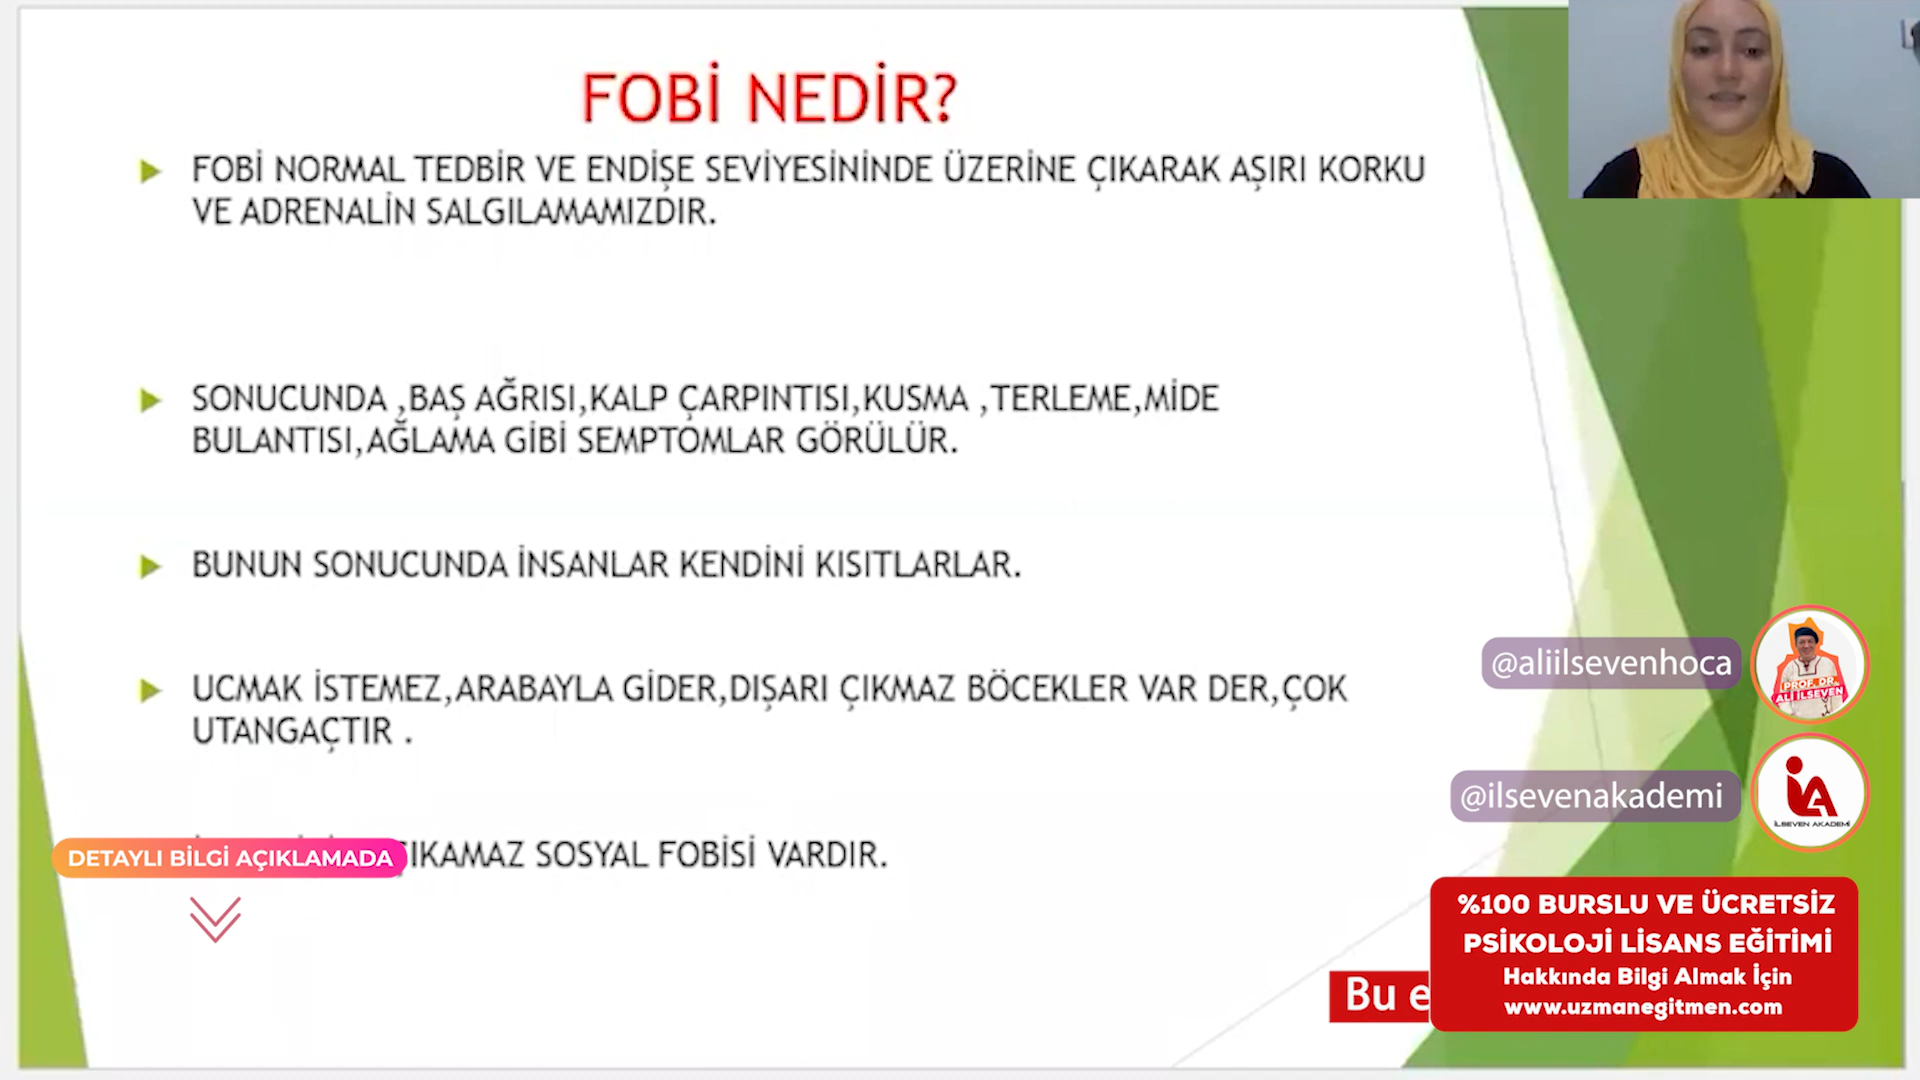 FOBİ NEDİR?
FOBİ NORMAL TEDBİR VE ENDİŞE SEVİYESİNİNDE ÜZERİNE ÇIKARAK AŞIRI KORKU
VE ADRENALİN SALGILAMAMIZDIR.
SONUCUNDA ,BAŞ AĞRISI,KALP ÇARPINTISI,KUSMA ,TERLEME,MİDE
BULANTISI,AĞLAMA GİBİ SEMPTOMLAR GÖRÜLÜR.
BUNUN SONUCUNDA İNSANLAR KENDİNİ KISITLARLAR.
UCMAK İSTEMEZ,ARABAYLA GİDER,DIŞARI ÇIKMAZ BÖCEKLER VAR DER,ÇOK
UTANGAÇTIR .
SOSYAL FOBİSİ VARDIR.
DETAYLI BİLGİ AÇIKLAMADA
@aliilsevenhoca
PROF. DR.
ALİ İLSEVEN
@ilsevenakademi
İLSEVEN AKADEMİ
Bu
%100 BURSLU VE ÜCRETSİZ
PSİKOLOJİ LİSANS EĞİTİMİ
Hakkında Bilgi Almak İçin
www.uzmanegitmen.com